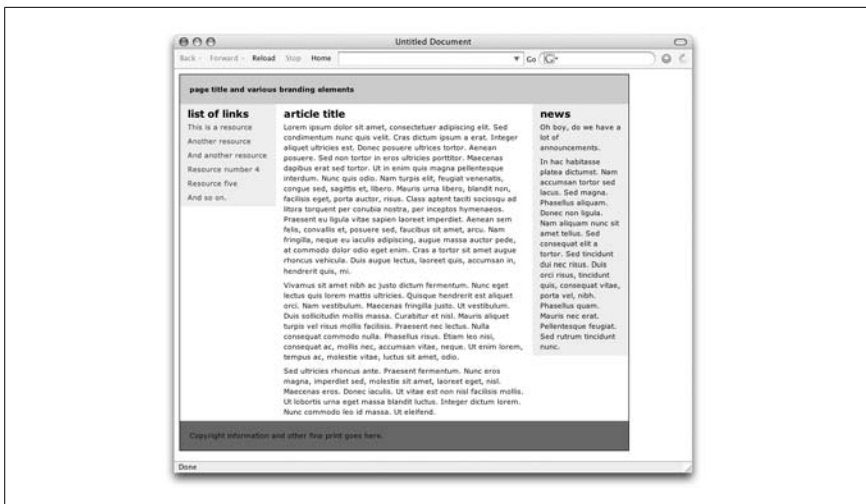 Untitled Document
Back Forward Reload Stop Home Go
page title and various branding elements
list of links
This is a resource
Another resource
And another resource
Resource number 4
Resource five
And so on.
article title
Lorem ipsum dolor sit amet, consectetuer adipiscing elit. Sed
condimentum nunc quis velit. Cras dictum ipsum a erat. Integer
aliquet ultricies est. Donec posuere ultrices tortor. Aenean
posuere. Sed non tortor in eros ultricies porttitor. Maecenas
dapibus erat sed tortor. Ut in enim quis magna pellentesque
interdum. Nunc quis odio. Nam turpis elit, feugiat venenatis,
congue sed, sagittis et, libero. Mauris urna libero, blandit non,
facilisis eget, porta auctor, risus. Class aptent taciti sociosqu ad
litora torquent per conubia nostra, per inceptos hymenaeos.
Praesent eu ligula vitae sapien laoreet imperdiet. Aenean sem
felis, convallis et, posuere sed, faucibus sit amet, arcu. Nam
fringilla, neque eu iaculis adipiscing, augue massa auctor pede,
at commodo dolor odio eget enim. Cras a tortor sit amet augue
rhoncus vehicula. Duis augue lectus, laoreet quis, accumsan in,
hendrerit quis, mi.
Vivamus sit amet nibh ac justo dictum fermentum. Nunc eget
lectus quis lorem mattis ultricies. Quisque hendrerit est aliquet
orci. Nam vestibulum. Maecenas fringilla justo. Ut vestibulum.
Duis sollicitudin mollis massa. Curabitur et nisl. Mauris aliquet
turpis vel risus mollis facilisis. Praesent nec lectus. Nulla
consequat commodo nulla. Phasellus risus. Etiam leo nisi,
consequat ac, mollis nec, accumsan vitae, neque. Ut enim lorem,
tempus ac, molestie vitae, luctus sit amet, odio.
Sed ultricies rhoncus ante. Praesent fermentum. Nunc eros
magna, imperdiet sed, molestie sit amet, laoreet eget, nisl.
Maecenas eros. Donec iaculis. Ut vitae est non nisl facilisis mollis.
Ut lobortis urna eget massa blandit luctus. Integer dictum lorem.
Nunc commodo leo id massa. Ut eleifend.
news
Oh boy, do we have a
lot of
announcements.
In hac habitasse
platea dictumst. Nam
accumsan tortor sed
lacus. Sed magna.
Phasellus aliquam.
Donec non ligula.
Nam aliquam nunc sit
amet tellus. Sed
consequat elit a
tortor. Sed tincidunt
dui nec risus. Duis
orci risus, tincidunt
quis, consequat vitae,
porta vel, nibh.
Phasellus quam.
Mauris nec erat.
Pellentesque feugiat.
Sed rutrum tincidunt
nunc.
Copyright information and other fine print goes here.
Done